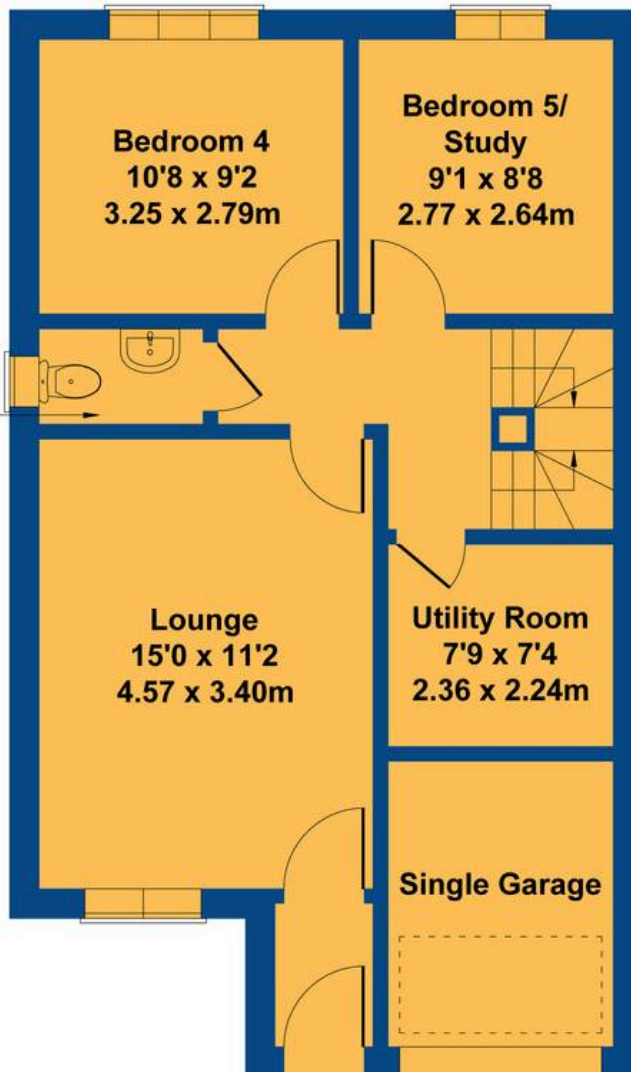 Bedroom 4
10'8 x 9'2
3.25 x 2.79m
Bedroom 5/
Study
9'1 x 8'8
2.77 x 2.64m
Lounge
15'0 x 11'2
4.57 x 3.40m
Utility Room
7'9 x 7'4
2.36 x 2.24m
Single Garage